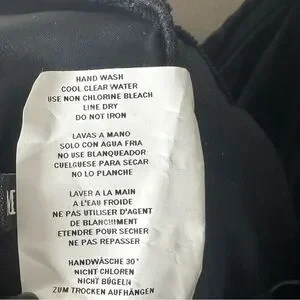 HAND WASH
COOL CLEAR WATER
USE NON CHLORINE BLEACH
LINE DRY
DO NOT IRON
LAVAS A MANO
SOLO CON AGUA FRIA
NO USE BLANQUEADOR
CUELGUESE PARA SECAR
NO LO PLANCHE
LAVER A LA MAIN
A L'EAU FROIDE
NE PAS UTILISER D'AGENT
DE BLANCHIMENT
ETENDRE POUR SECHER
NE PAS REPASSER
HANDWÄSCHE 30°
NICHT CHLOREN
NICHT BÜGELN
ZUM TROCKEN AUFHÄNGEN